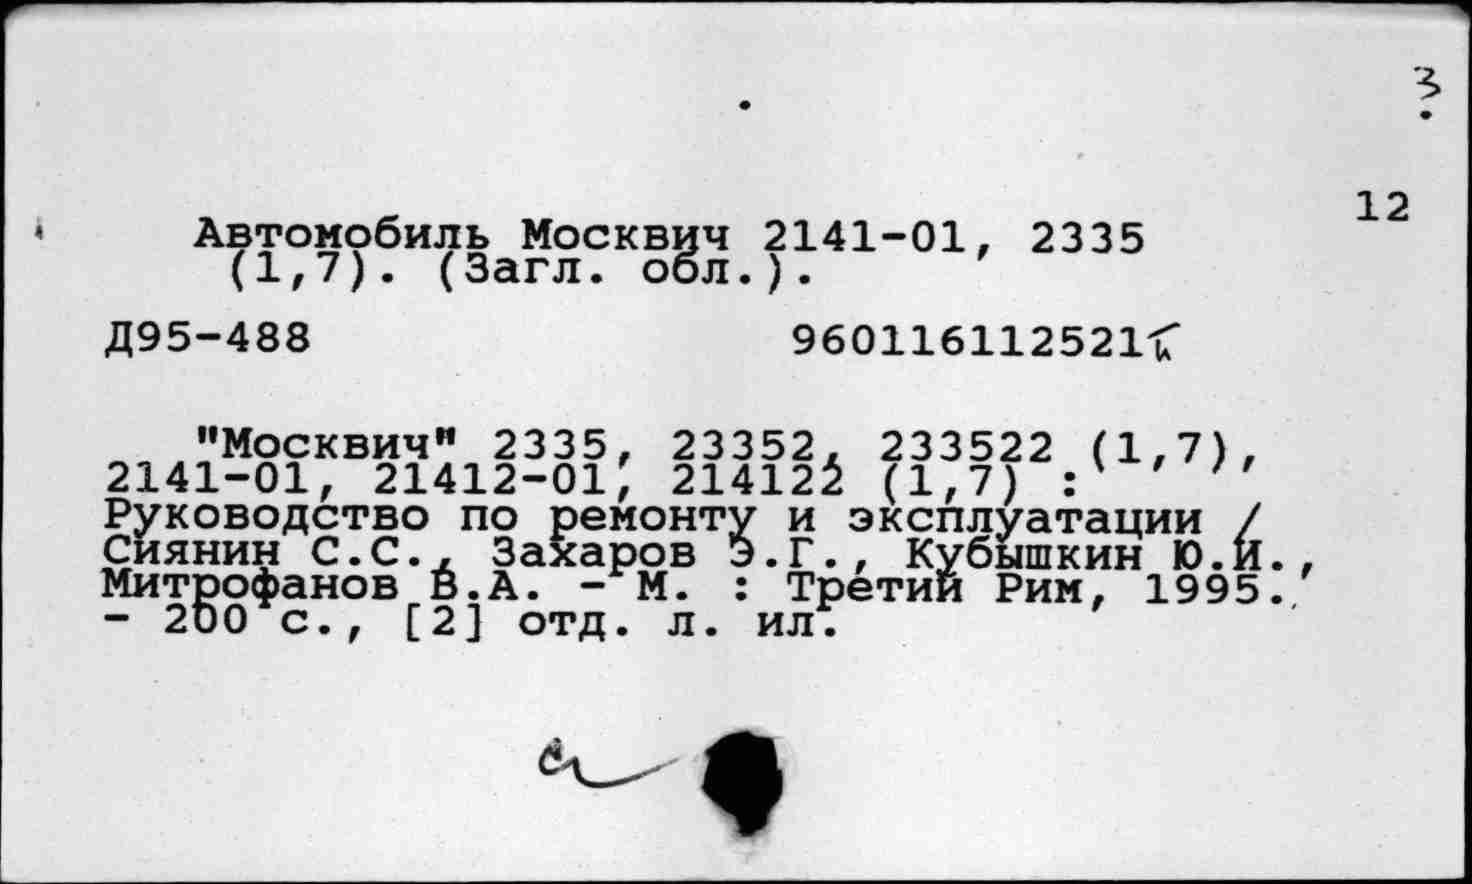 3
12
Автомобиль Москвич 2141-01, 2335
(1,7). (Загл. обл.).
Д95-488 960116112521
"Москвич" 2335, 23352, 233522 (1,7),
2141-01, 21412-01, 214122 (1,7) :
Руководство по ремонту и эксплуатации /
Сиянин С.С., Захаров Э.Г., Кубышкин Ю.И.,
Митрофанов В.А. - М. : Третий Рим, 1995.
- 200 с., [2] отд. л. ил.